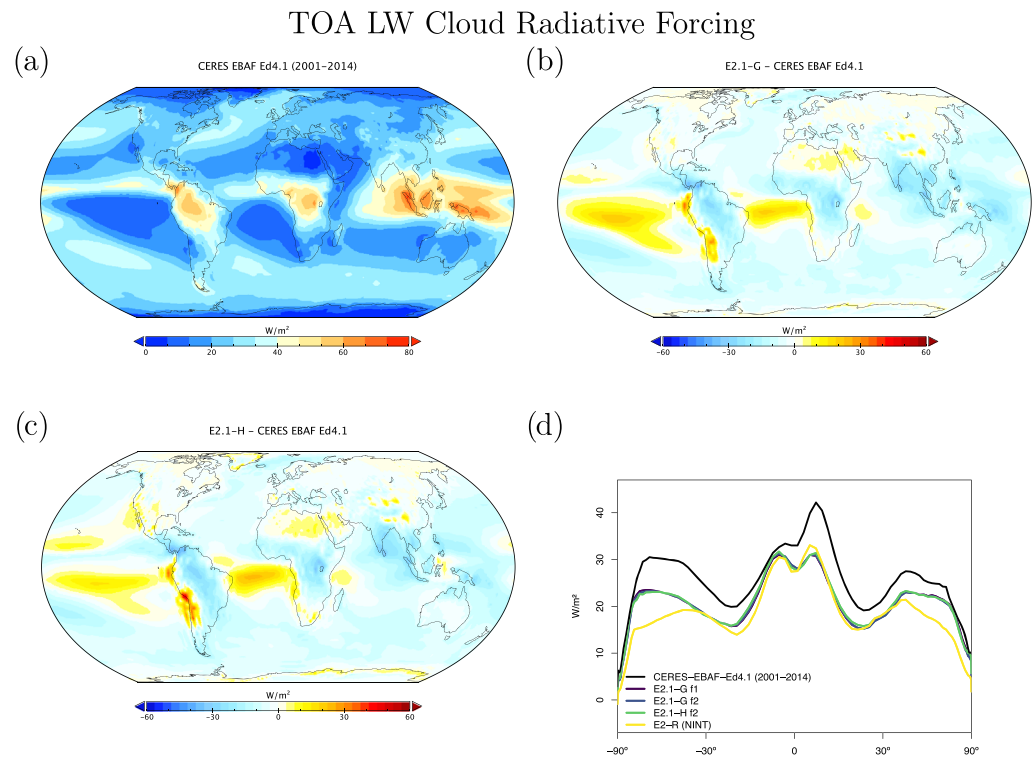 TOA LW Cloud Radiative Forcing
(a)
CERES EBAF Ed4.1 (2001-2014)
W/m²
0 20 40 60 80
(b)
E2.1-G - CERES EBAF Ed4.1
W/m²
-60 -30 0 30 60
(c)
E2.1-H - CERES EBAF Ed4.1
W/m²
-60 -30 0 30 60
(d)
W/m²
40
30
20
10
0
CERES–EBAF–Ed4.1 (2001–2014)
E2.1–G f1
E2.1–G f2
E2.1–H f2
E2–R (NINT)
−90° −30° 0 30° 90°